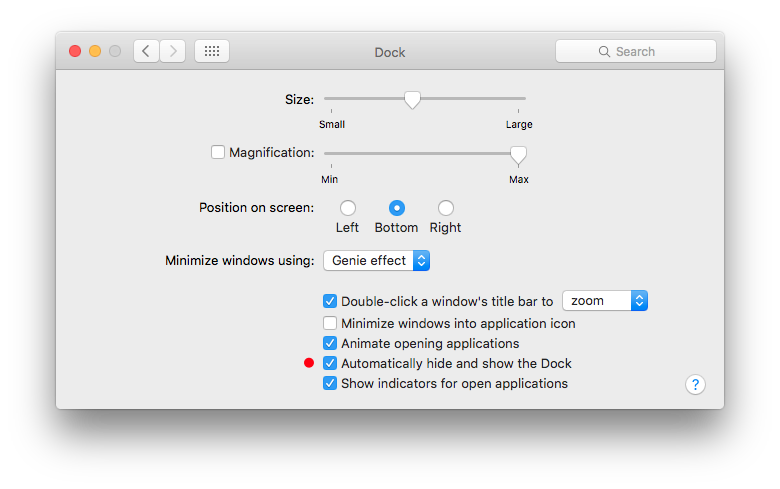 Dock
Search
Size:
Small Large
Magnification:
Min Max
Position on screen:
Left Bottom Right
Minimize windows using: Genie effect
Double-click a window's title bar to zoom
Minimize windows into application icon
Animate opening applications
Automatically hide and show the Dock
Show indicators for open applications
?